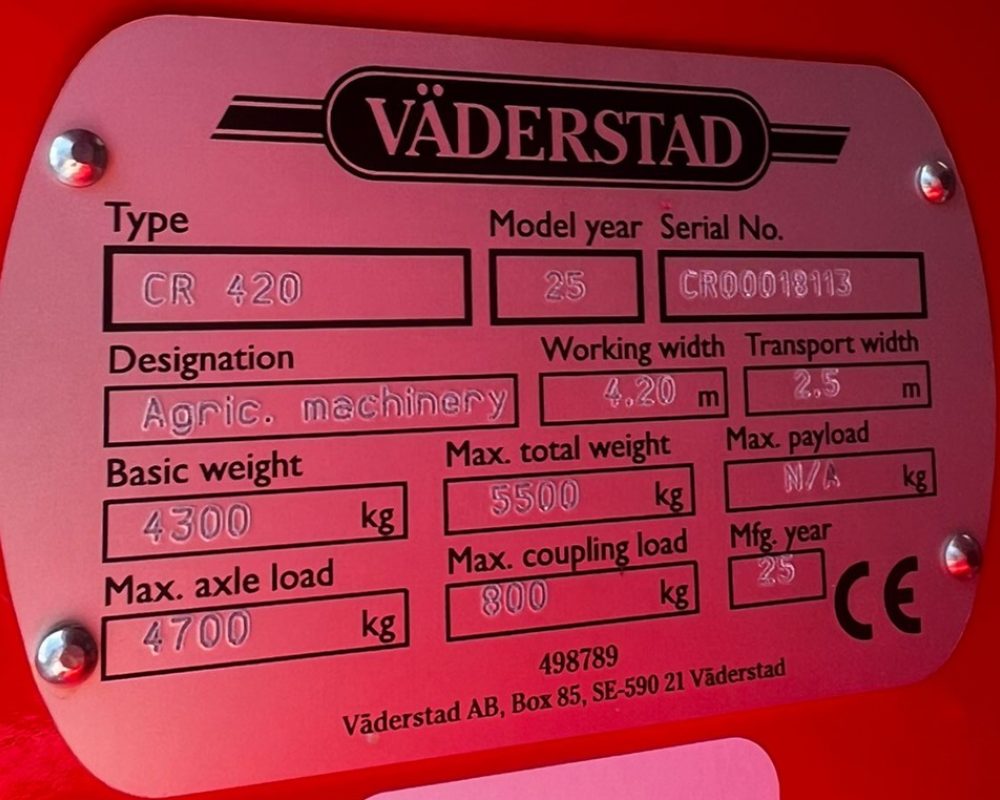 VÄDERSTAD
Type Model year Serial No.
CR 420 25 CR00018113
Designation Working width Transport width
Agric. machinery 4.20 m 2.5 m
Basic weight Max. total weight Max. payload
4300 kg 5500 kg N/A kg
Max. axle load Max. coupling load Mfg. year
4700 kg 800 kg 25
CE
498789
Väderstad AB, Box 85, SE-590 21 Väderstad